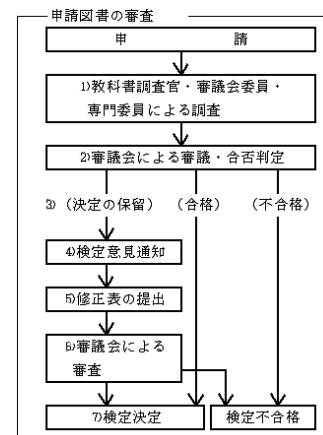 申請図書の審査
申　　請
1)教科書調査官・審議会委員・
専門委員による調査
2)審議会による審議・合否判定
3)（決定の保留）　（合格）　（不合格）
4)検定意見通知
5)修正表の提出
6)審議会による
審査
7)検定決定　検定不合格